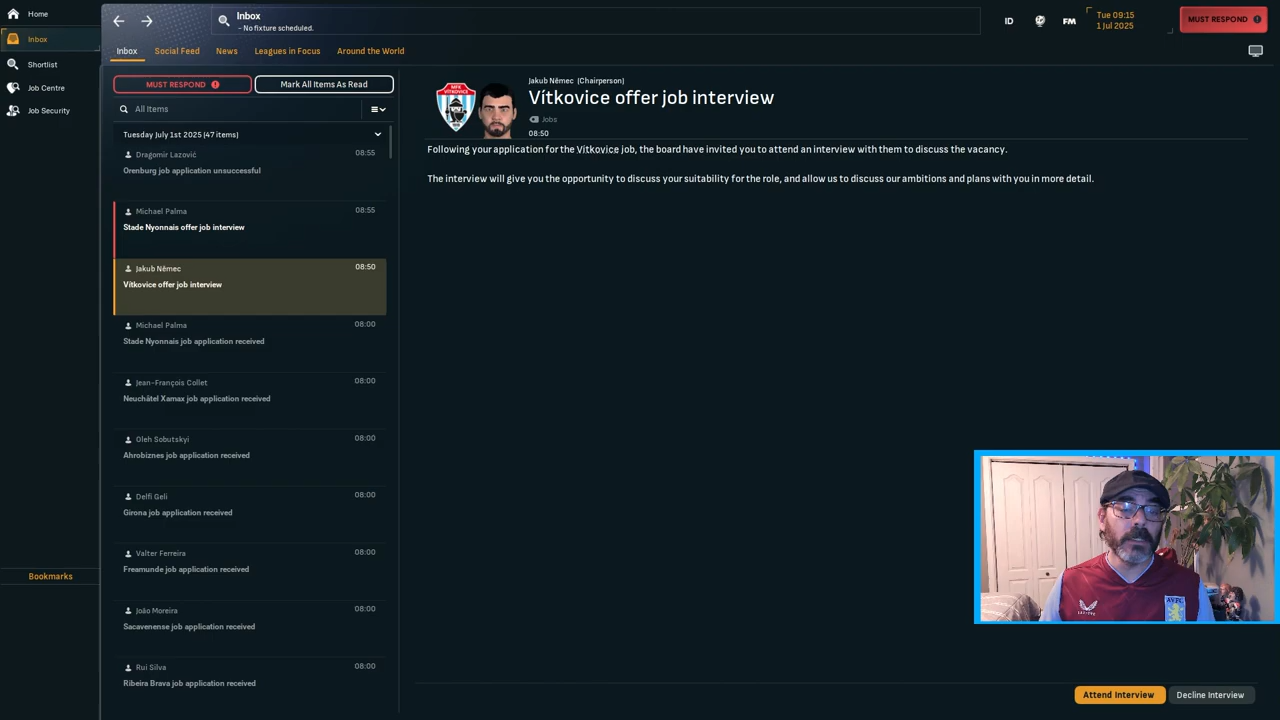 Home
Inbox
Shortlist
Job Centre
Job Security
Bookmarks
Inbox
- No fixture scheduled.
ID
FM
Tue 09:15
1 Jul 2025
MUST RESPOND
Inbox
Social Feed
News
Leagues in Focus
Around the World
MUST RESPOND
Mark All Items As Read
All Items
Tuesday July 1st 2025 (47 items)
Dragomir Lazović 08:55
Orenburg job application unsuccessful
Michael Palma 08:55
Stade Nyonnais offer job interview
Jakub Němec 08:50
Vítkovice offer job interview
Michael Palma 08:00
Stade Nyonnais job application received
Jean-François Collet 08:00
Neuchâtel Xamax job application received
Oleh Sobutskyi 08:00
Ahrobiznes job application received
Delfi Geli 08:00
Girona job application received
Valter Ferreira 08:00
Freamunde job application received
João Moreira 08:00
Sacavenense job application received
Rui Silva 08:00
Ribeira Brava job application received
MFK
VÍTKOVICE
Jakub Němec (Chairperson)
Vítkovice offer job interview
Jobs
08:50
Following your application for the Vítkovice job, the board have invited you to attend an interview with them to discuss the vacancy.
The interview will give you the opportunity to discuss your suitability for the role, and allow us to discuss our ambitions and plans with you in more detail.
AVFC
Attend Interview
Decline Interview